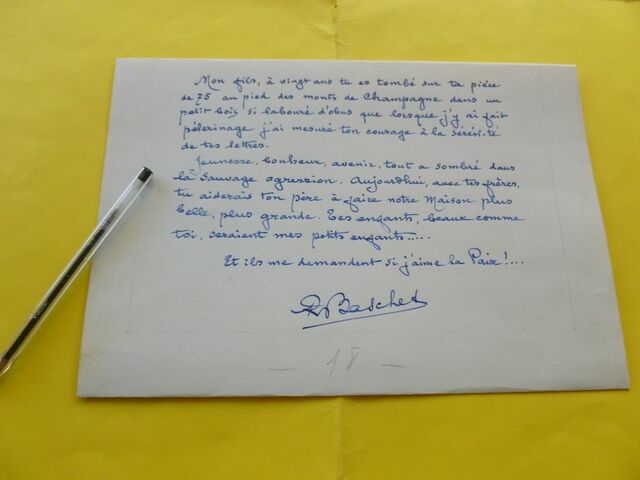 Mon fils, à vingt ans tu es tombé sur ta pièce
de 75 au pied des monts de Champagne dans un
petit bois si labouré d'obus que lorsque j'y ai fait
pèlerinage j'ai mesuré ton courage à la sérénité
de tes lettres.
Jeunesse, bonheur, avenir, tout a sombré dans
la sauvage agression. Aujourd'hui, avec tes frères,
tu aiderais ton père à faire notre Maison plus
belle, plus grande. Tes enfants, beaux comme
toi, seraient mes petits enfants.....
Et ils me demandent si j'aime la Paix!....
R Baschet
— 18 —